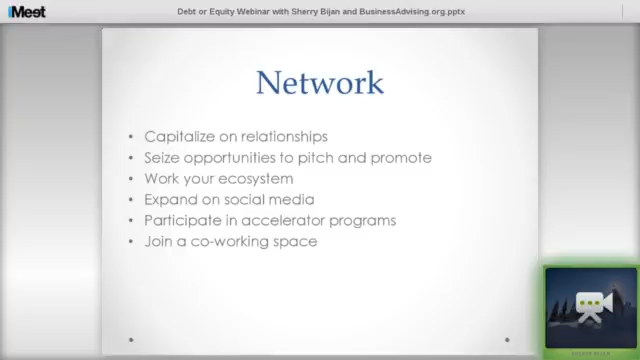 iMeet
Debt or Equity Webinar with Sherry Bijan and BusinessAdvising.org.pptx
Network
• Capitalize on relationships
• Seize opportunities to pitch and promote
• Work your ecosystem
• Expand on social media
• Participate in accelerator programs
• Join a co-working space